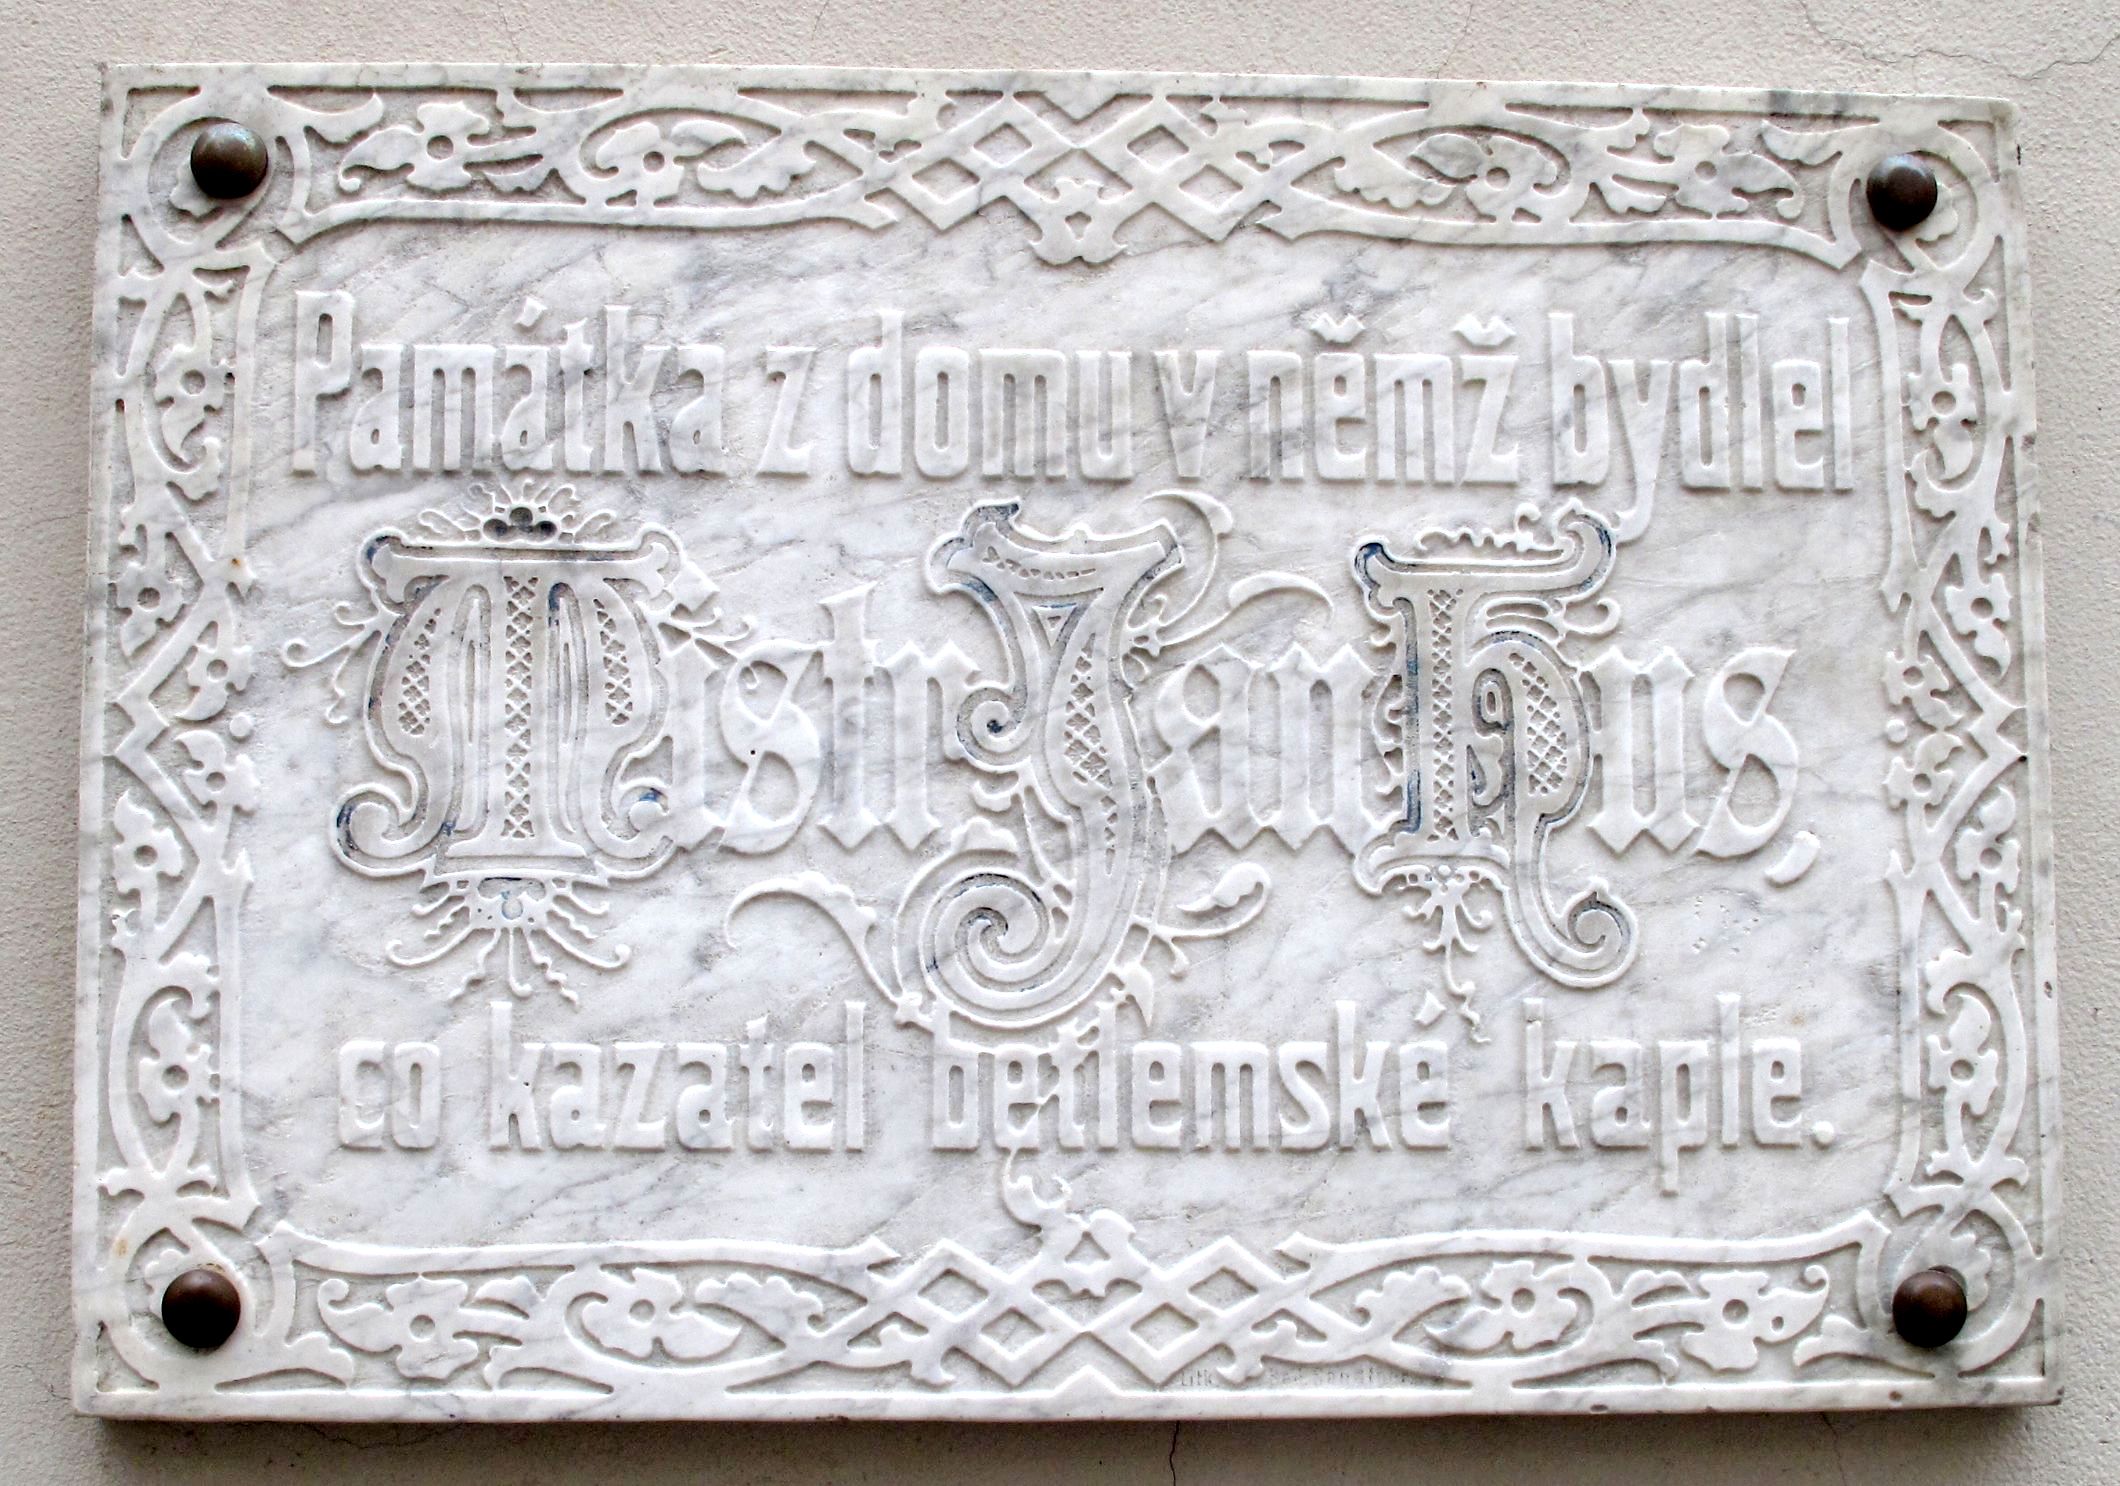 Památka z domu v němž bydlel
Mistr Jan Hus,
co kazatel betlemské kaple.